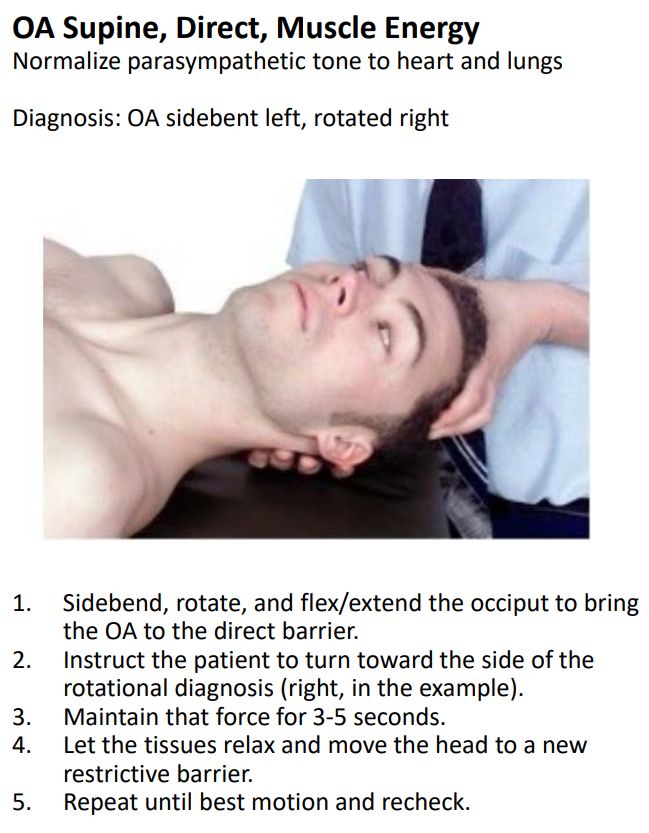 OA Supine, Direct, Muscle Energy
Normalize parasympathetic tone to heart and lungs
Diagnosis: OA sidebent left, rotated right
1. Sidebend, rotate, and flex/extend the occiput to bring
the OA to the direct barrier.
2. Instruct the patient to turn toward the side of the
rotational diagnosis (right, in the example).
3. Maintain that force for 3-5 seconds.
4. Let the tissues relax and move the head to a new
restrictive barrier.
5. Repeat until best motion and recheck.